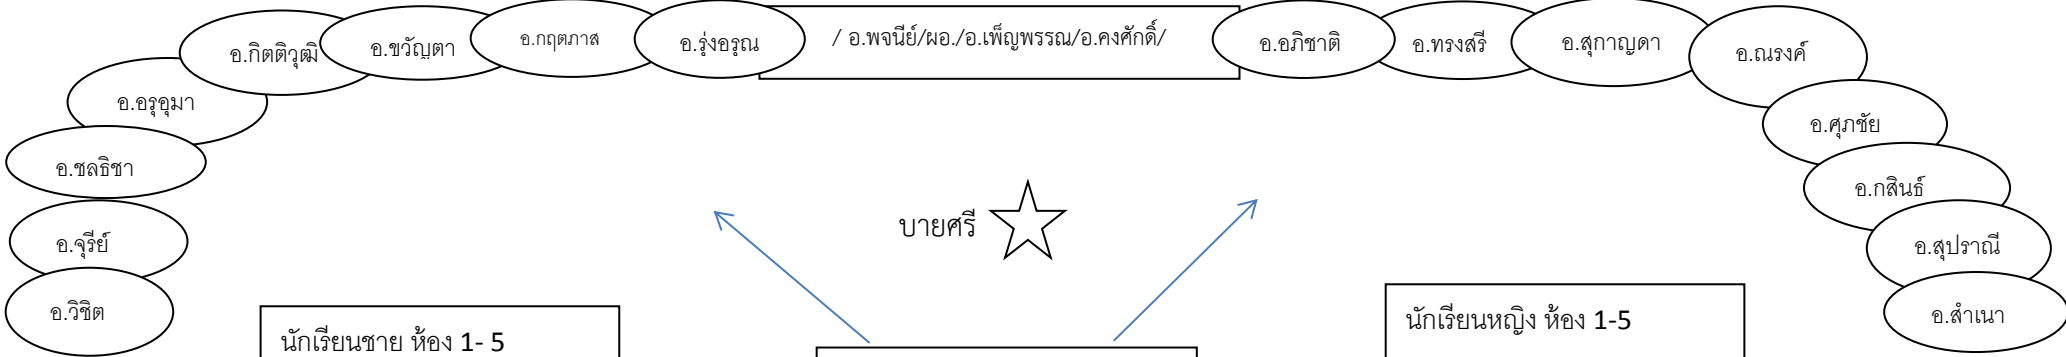 อ.กิตติวุฒิ
อ.ขวัญตา
อ.กฤตภาส
อ.รุ่งอรุณ
/ อ.พจนีย์/ผอ./อ.เพ็ญพรรณ/อ.คงศักดิ์/
อ.อภิชาติ
อ.ทรงสรี
อ.สุกาญดา
อ.ณรงค์
อ.อรุอุมา
อ.ศุภชัย
อ.ชลธิชา
อ.กสินธ์
บายศรี
อ.จุรีย์
อ.สุปราณี
อ.วิชิต
อ.สำเนา
นักเรียนชาย ห้อง 1- 5
นักเรียนหญิง ห้อง 1-5